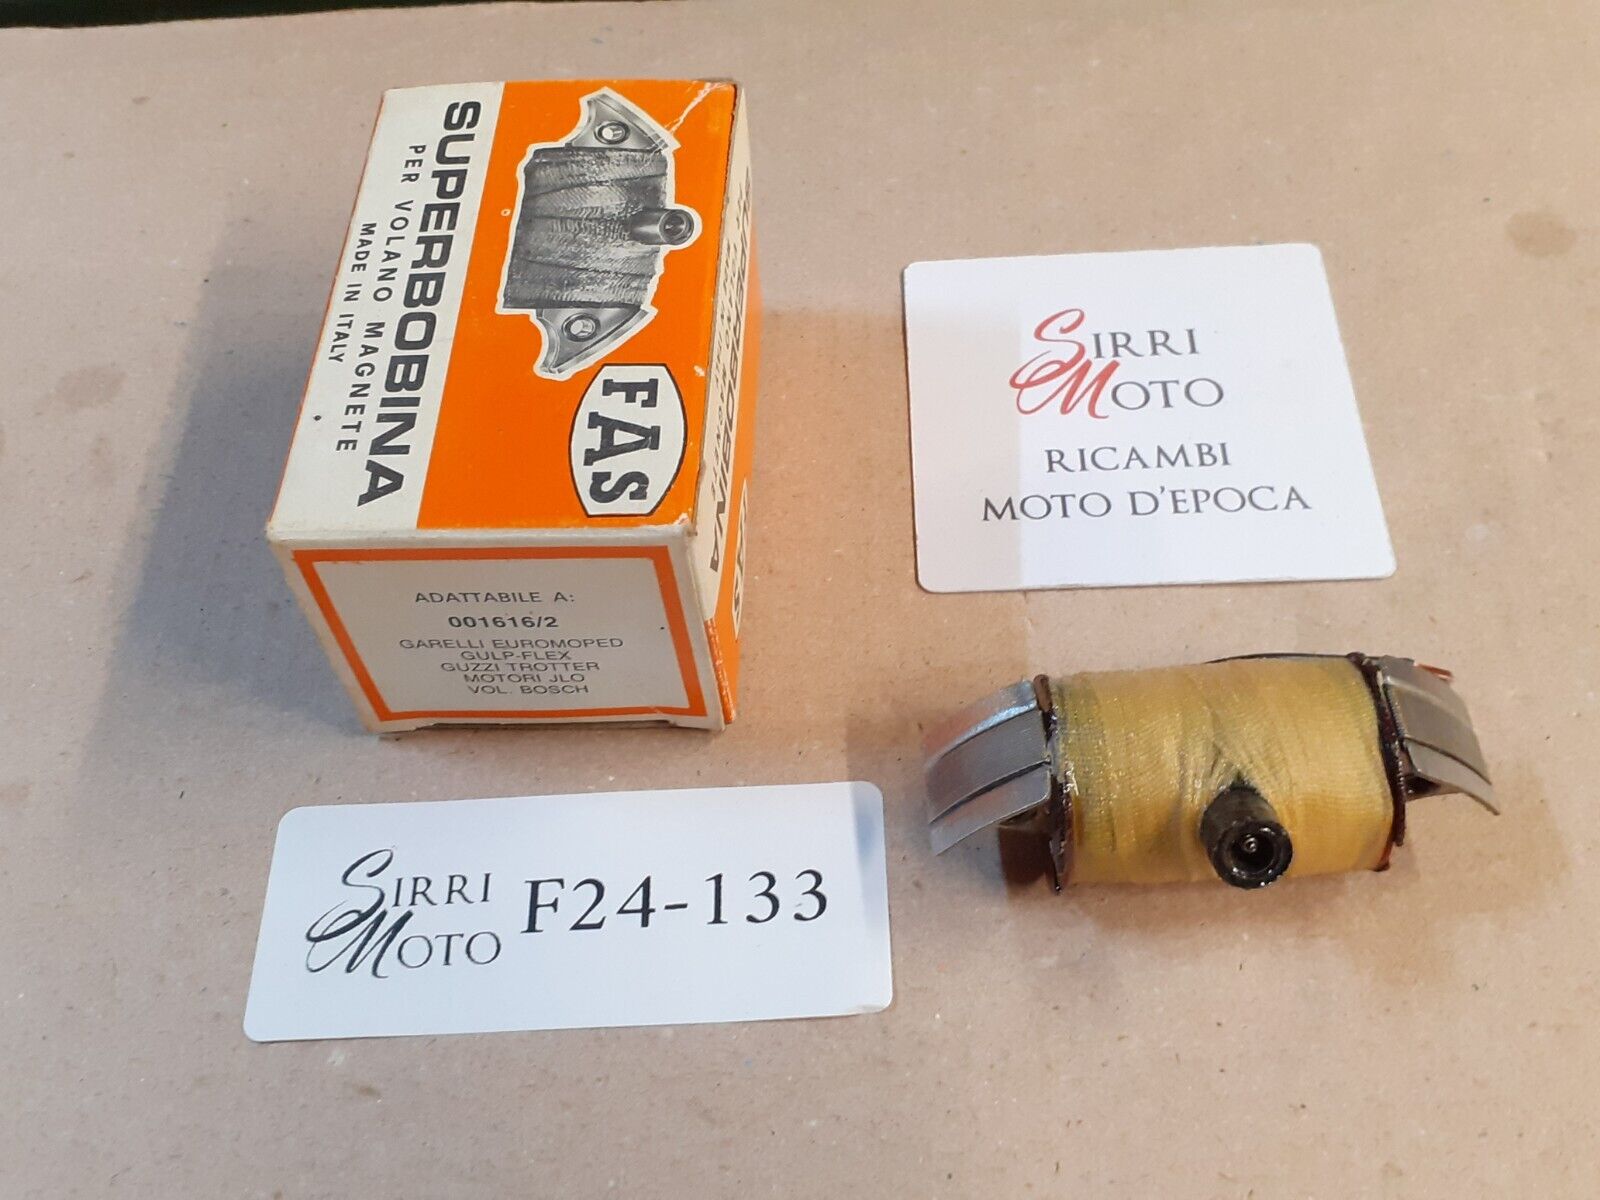 SUPERBOBINA
PER VOLANO MAGNETE
MADE IN ITALY
FAS
ADATTABILE A:
001616/2
GARELLI EUROMOPED
GULP-FLEX
GUZZI TROTTER
MOTORI JLO
VOL. BOSCH
SIRRI
MOTO
RICAMBI
MOTO D'EPOCA
SIRRI
MOTO
F24-133